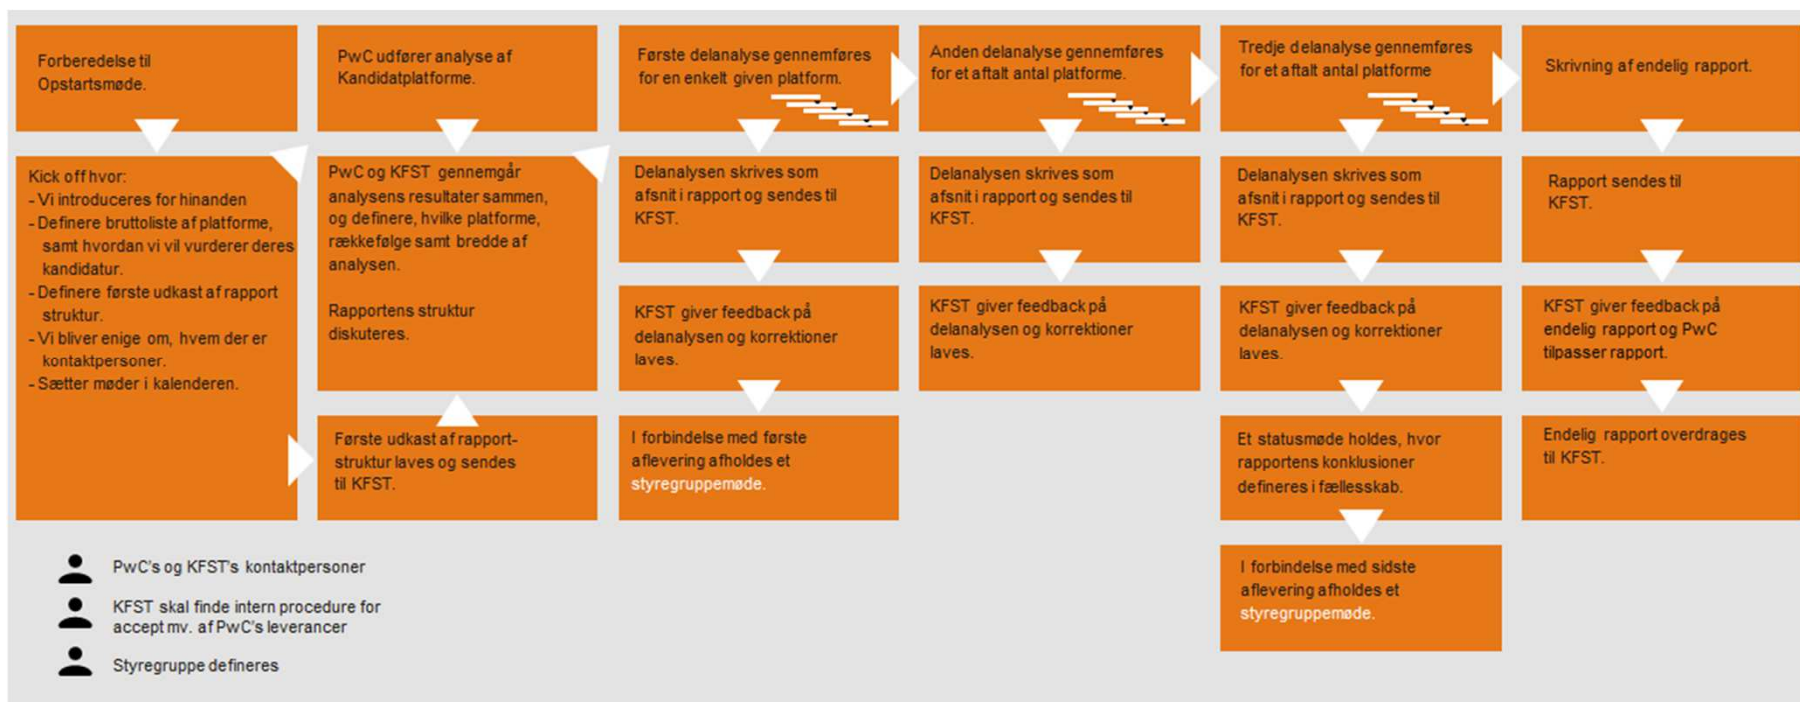 Forberedelse til
Opstartsmøde.
Kick off hvor:
- Vi introduceres for hinanden
- Definere bruttoliste af platforme,
samt hvordan vi vil vurderer deres
kandidatur.
- Definere første udkast af rapport
struktur.
- Vi bliver enige om, hvem der er
kontaktpersoner.
- Sætter møder i kalenderen.
PwC udfører analyse af
Kandidatplatforme.
PwC og KFST gennemgår
analysens resultater sammen,
og definere, hvilke platforme,
rækkefølge samt bredde af
analysen.
Rapportens struktur
diskuteres.
Første udkast af rapport-
struktur laves og sendes
til KFST.
Første delanalyse gennemføres
for en enkelt given platform.
Delanalysen skrives som
afsnit i rapport og sendes til
KFST.
KFST giver feedback på
delanalysen og korrektioner
laves.
I forbindelse med første
aflevering afholdes et
styregruppemøde.
Anden delanalyse gennemføres
for et aftalt antal platforme.
Delanalysen skrives som
afsnit i rapport og sendes til
KFST.
KFST giver feedback på
delanalysen og korrektioner
laves.
Tredje delanalyse gennemføres
for et aftalt antal platforme
Delanalysen skrives som
afsnit i rapport og sendes til
KFST.
KFST giver feedback på
delanalysen og korrektioner
laves.
Et statusmøde holdes, hvor
rapportens konklusioner
defineres i fællesskab.
I forbindelse med sidste
aflevering afholdes et
styregruppemøde.
Skrivning af endelig rapport.
Rapport sendes til
KFST.
KFST giver feedback på
endelig rapport og PwC
tilpasser rapport.
Endelig rapport overdrages
til KFST.
PwC's og KFST's kontaktpersoner
KFST skal finde intern procedure for
accept mv. af PwC's leverancer
Styregruppe defineres